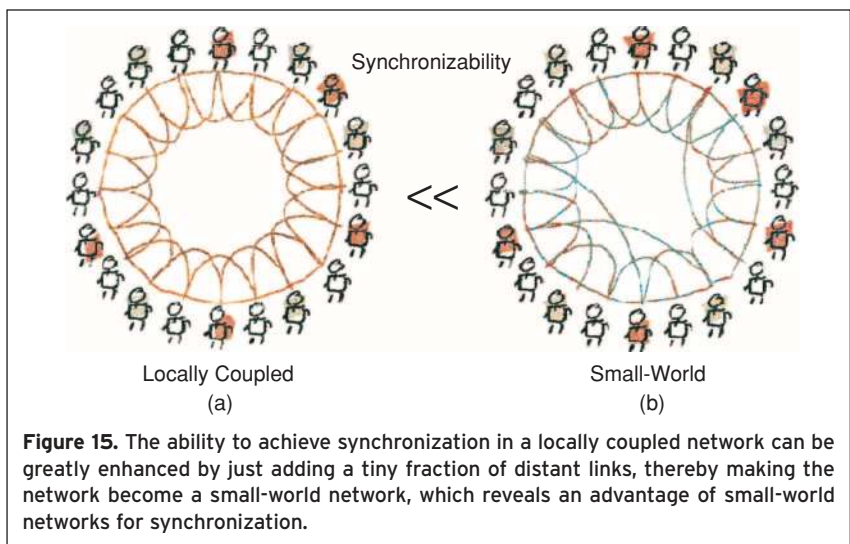 Synchronizability
<<
Locally Coupled
Small-World
(a)
(b)
Figure 15. The ability to achieve synchronization in a locally coupled network can be
greatly enhanced by just adding a tiny fraction of distant links, thereby making the
network become a small-world network, which reveals an advantage of small-world
networks for synchronization.